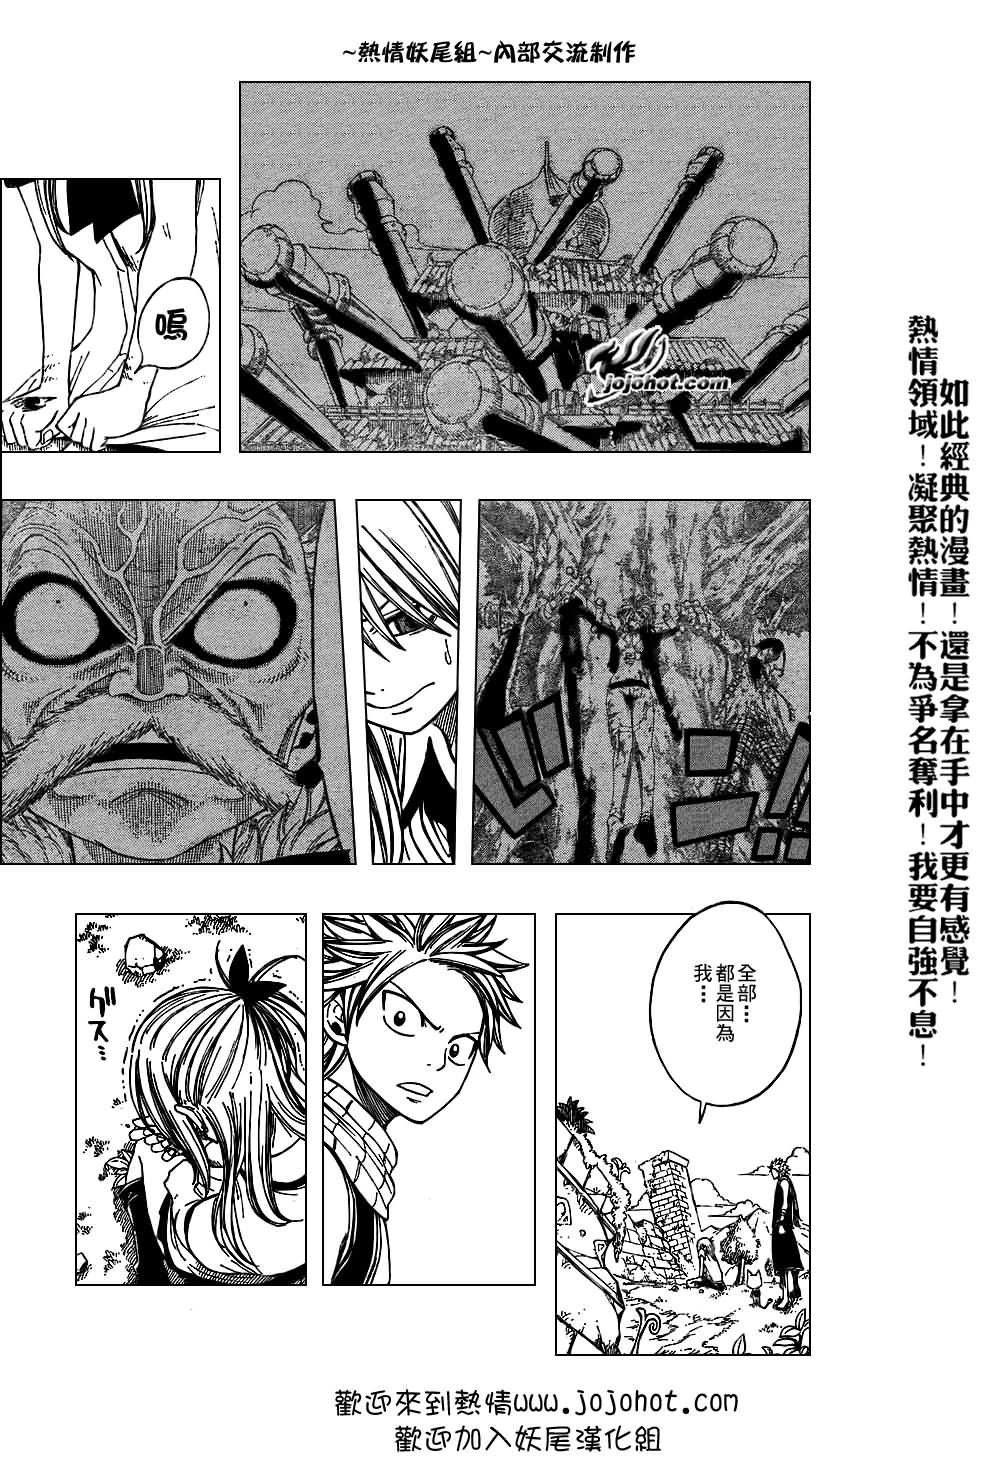 ~熱情妖尾組~內部交流制作
jojohot.com
嗚
如此經典的漫畫！還是拿在手中才更有感覺！
熱情領域！凝聚熱情！不為爭名奪利！我要自強不息！
全部…
都是因為
我…
グスッ…
歡迎來到熱情www.jojohot.com
歡迎加入妖尾漢化組